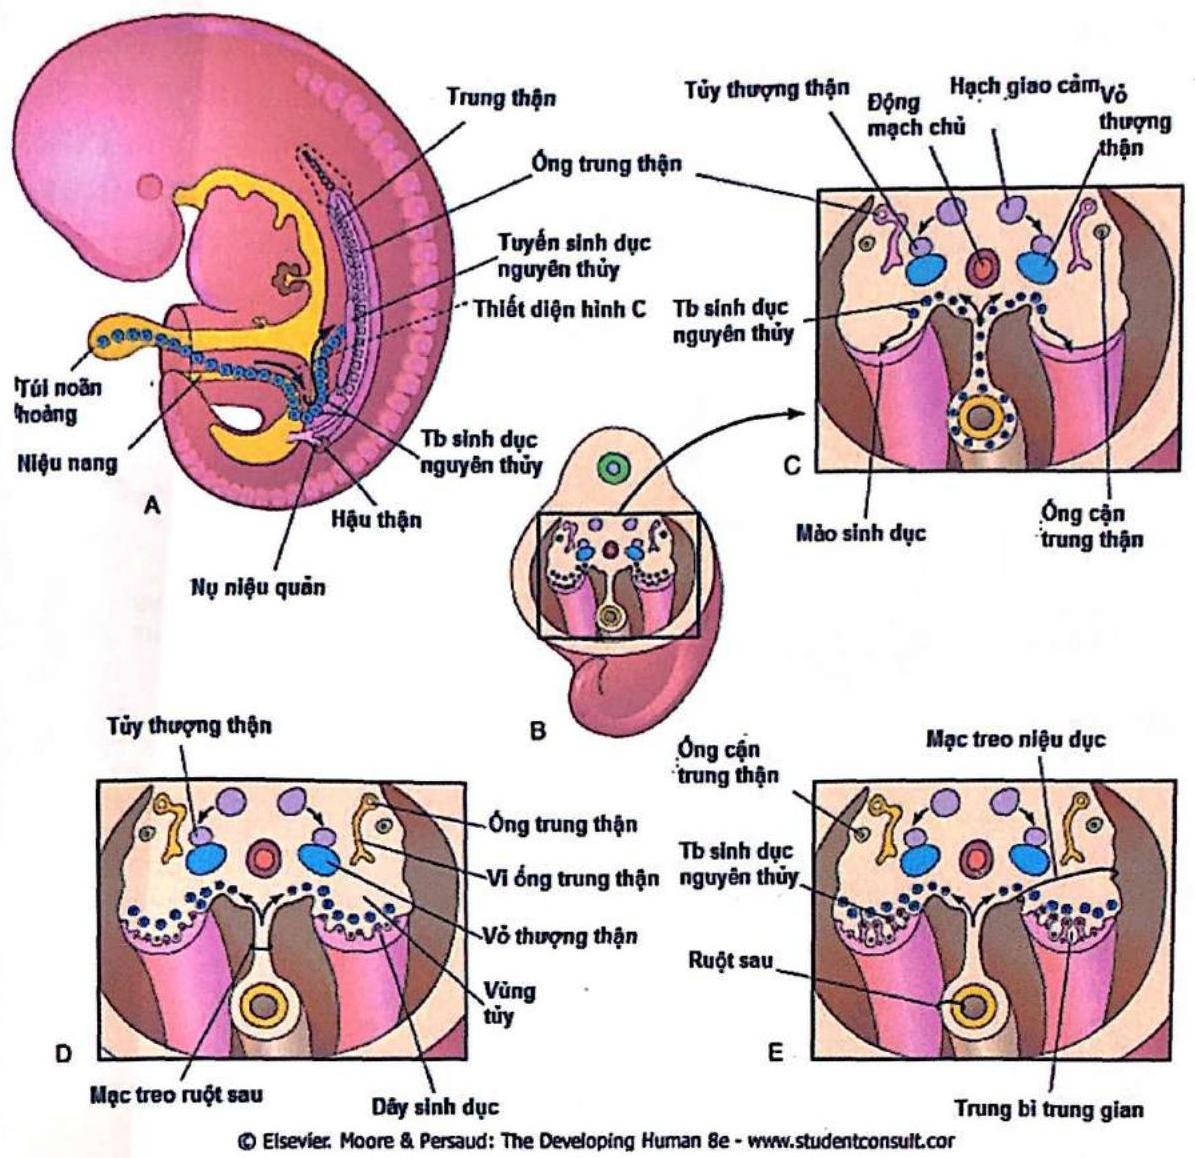 Trung thận
Ống trung thận
Tuyến sinh dục
nguyên thủy
Thiết diện hình C
Túi noãn
hoảng
Niệu nang
A
Tb sinh dục
nguyên thủy
Hậu thận
Nụ niệu quản
Tủy thượng thận
Động
mạch chủ
Hạch giao cảm
Vỏ
thượng
thận
Tb sinh dục
nguyên thủy
C
Mào sinh dục
Ống cận
trung thận
B
Tủy thượng thận
Ống trung thận
Vi ống trung thận
Vỏ thượng thận
Vùng
tủy
D
Mạc treo ruột sau
Dây sinh dục
Ống cận
trung thận
Mạc treo niệu dục
Tb sinh dục
nguyên thủy
Ruột sau
E
Trung bì trung gian
© Elsevier. Moore & Persaud: The Developing Human 8e - www.studentconsult.cor